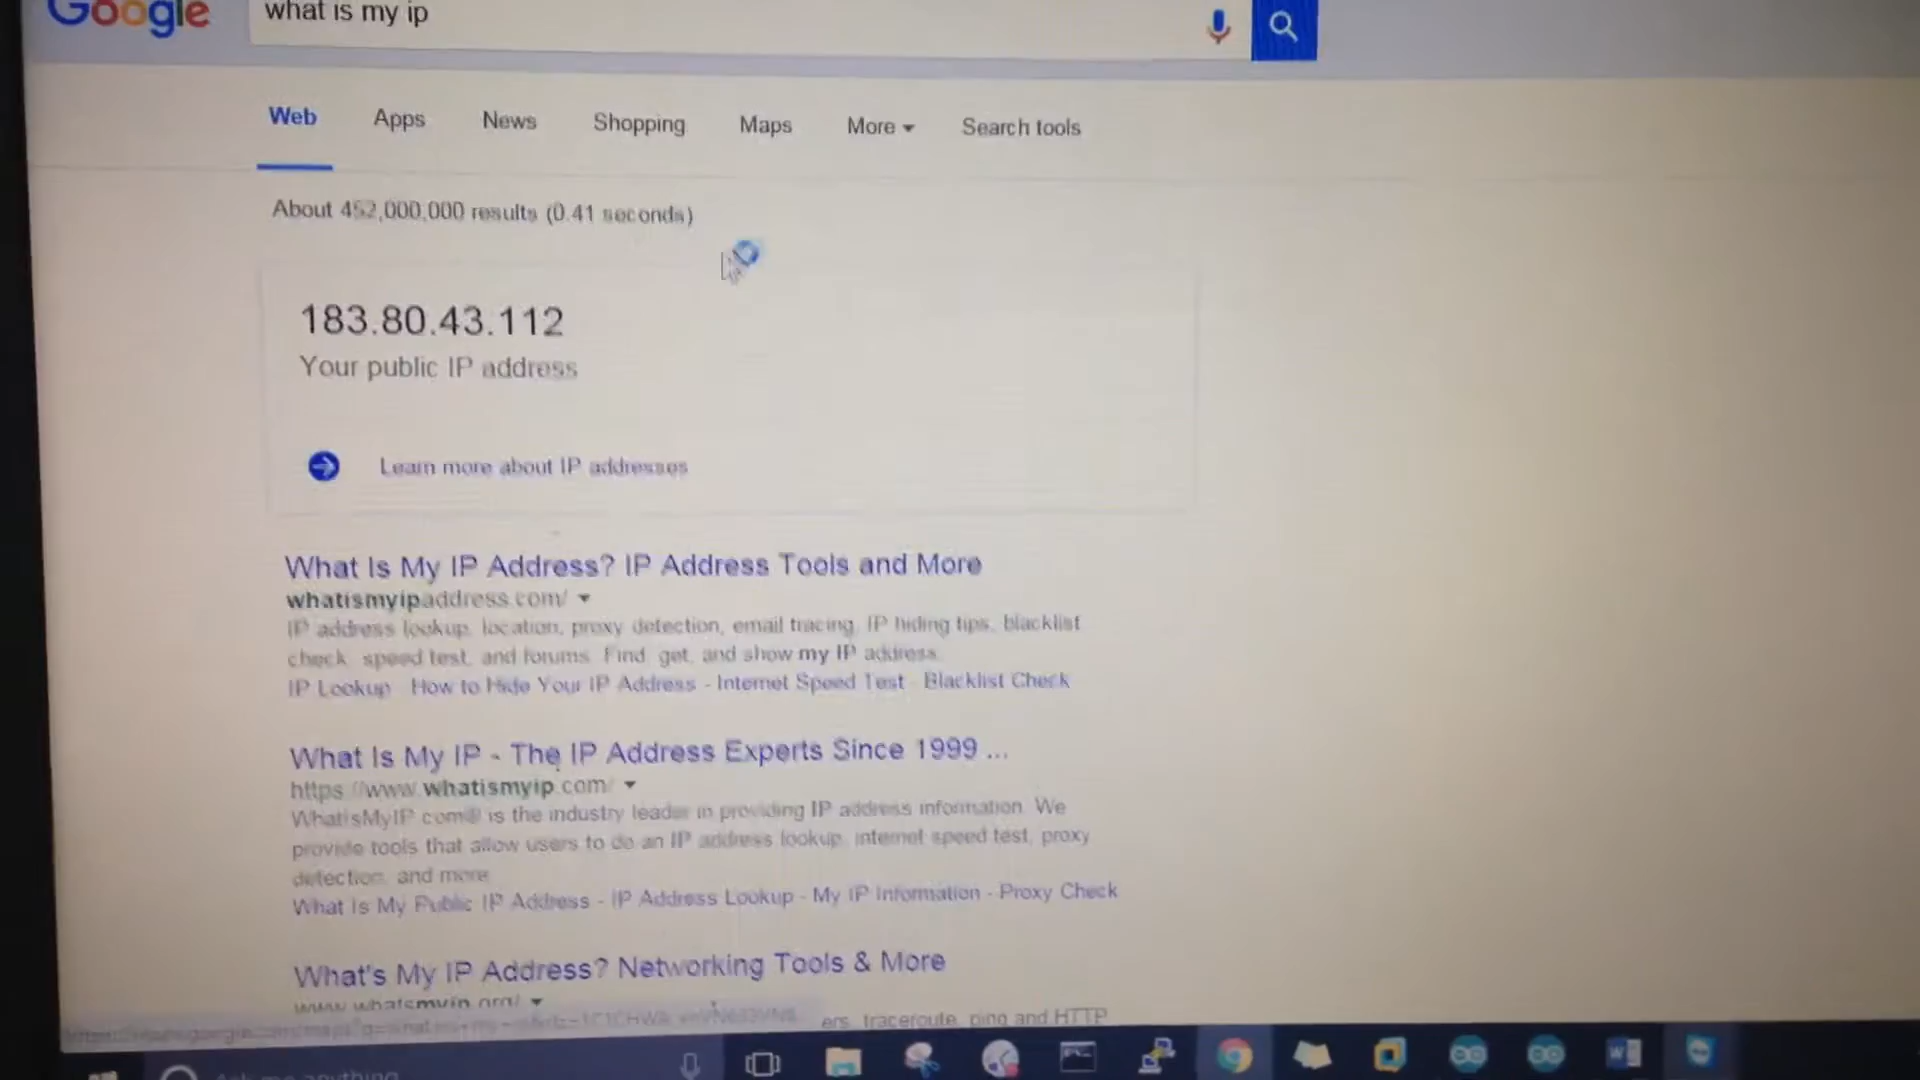 Google
what is my ip
Web Apps News Shopping Maps More Search tools
About 452,000,000 results (0.41 seconds)
183.80.43.112
Your public IP address
Learn more about IP addresses
What Is My IP Address? IP Address Tools and More
whatismyipaddress.com/
IP address lookup, location, proxy detection, email tracing, IP hiding tips, blacklist
check, speed test, and forums. Find, get, and show my IP address.
IP Lookup - How to Hide Your IP Address - Internet Speed Test - Blacklist Check
What Is My IP - The IP Address Experts Since 1999 ...
https://www.whatismyip.com/
WhatIsMyIP.com® is the industry leader in providing IP address information. We
provide tools that allow users to do an IP address lookup, internet speed test, proxy
detection, and more.
What Is My Public IP Address - IP Address Lookup - My IP Information - Proxy Check
What's My IP Address? Networking Tools & More
www.whatsmyip.org/
ers, traceroute, ping and HTTP
Ask me anything